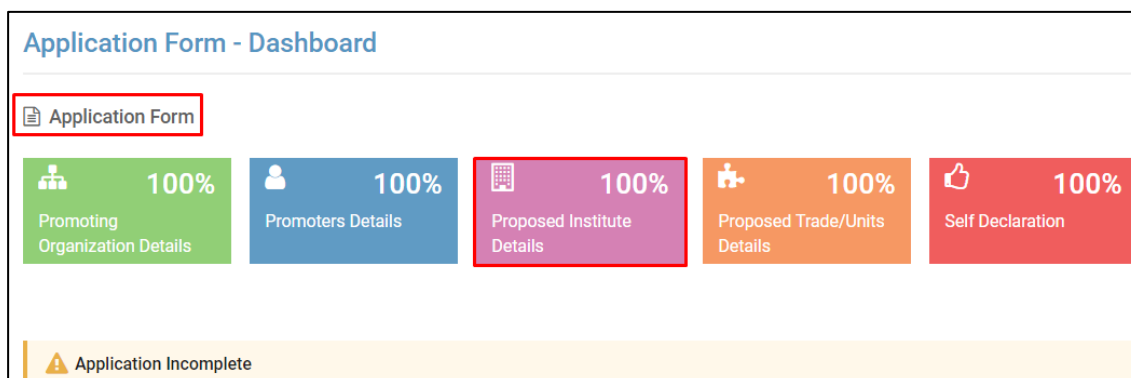 Application Form - Dashboard
Application Form
100%
Promoting
Organization Details
100%
Promoters Details
100%
Proposed Institute
Details
100%
Proposed Trade/Units
Details
100%
Self Declaration
Application Incomplete